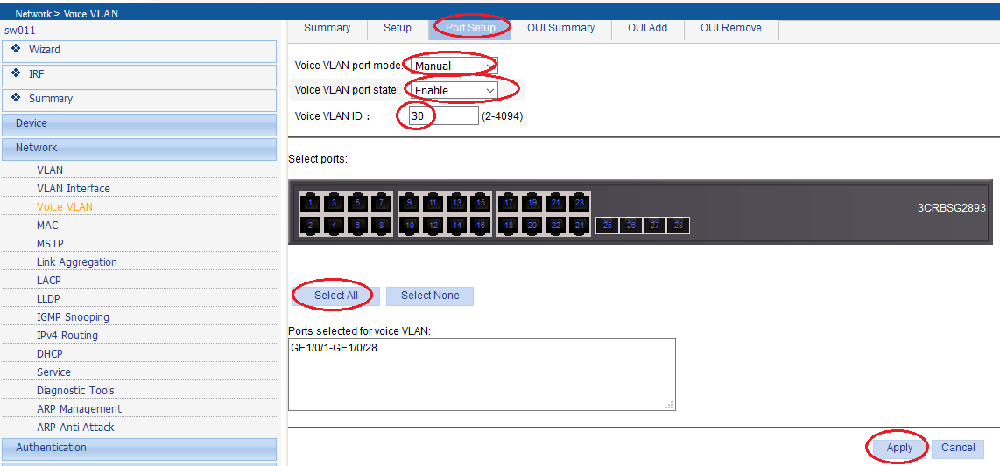 Network > Voice VLAN
sw011
Wizard
IRF
Summary
Device
Network
VLAN
VLAN Interface
Voice VLAN
MAC
MSTP
Link Aggregation
LACP
LLDP
IGMP Snooping
IPv4 Routing
DHCP
Service
Diagnostic Tools
ARP Management
ARP Anti-Attack
Authentication
Summary Setup Port Setup OUI Summary OUI Add OUI Remove
Voice VLAN port mode: Manual
Voice VLAN port state: Enable
Voice VLAN ID : 30 (2-4094)
Select ports:
1 3 5 7 9 11 13 15 17 19 21 23
3CRBSG2893
2 4 6 8 10 12 14 16 18 20 22 24 25 26 27 28
Select All Select None
Ports selected for voice VLAN:
GE1/0/1-GE1/0/28
Apply Cancel